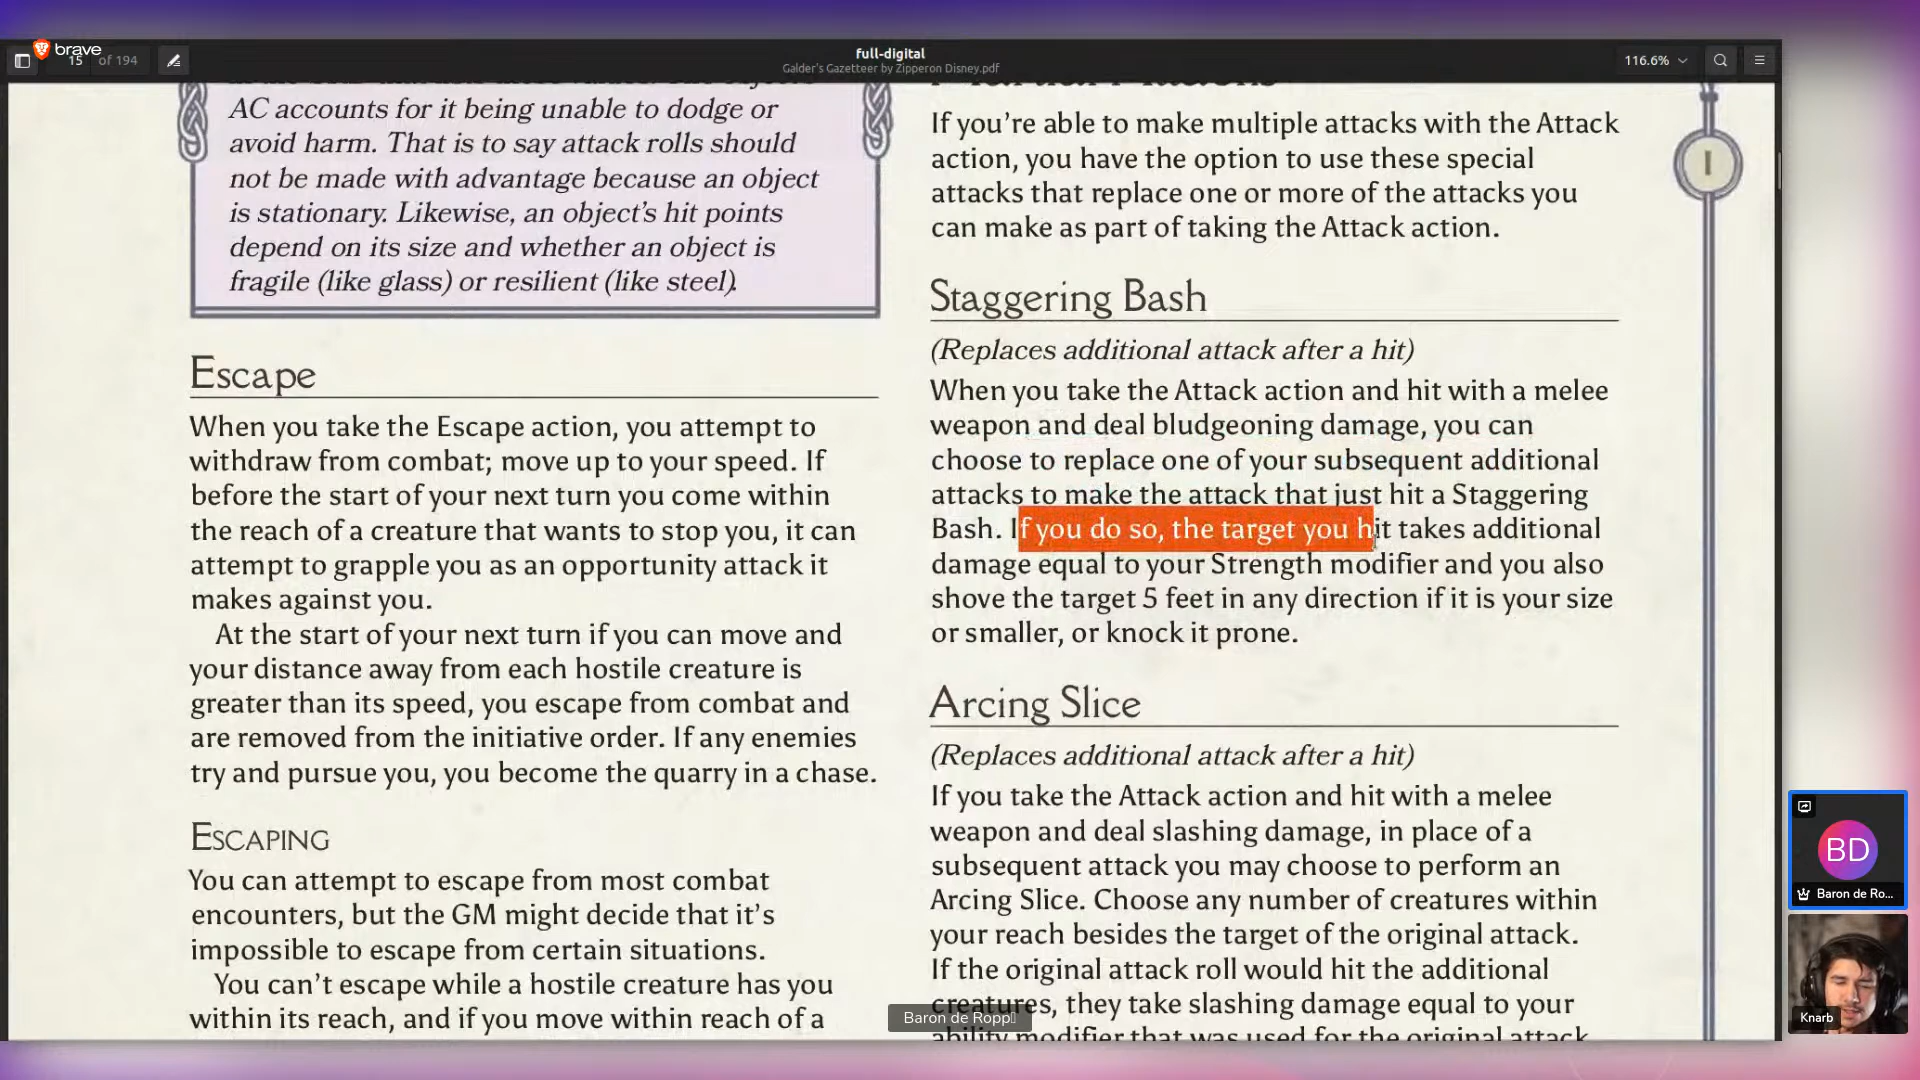 brave
15 of 194
full-digital
Galder's Gazetteer by Zipperon Disney.pdf
116.6%
AC accounts for it being unable to dodge or
avoid harm. That is to say attack rolls should
not be made with advantage because an object
is stationary. Likewise, an object's hit points
depend on its size and whether an object is
fragile (like glass) or resilient (like steel).
Escape
When you take the Escape action, you attempt to
withdraw from combat; move up to your speed. If
before the start of your next turn you come within
the reach of a creature that wants to stop you, it can
attempt to grapple you as an opportunity attack it
makes against you.
At the start of your next turn if you can move and
your distance away from each hostile creature is
greater than its speed, you escape from combat and
are removed from the initiative order. If any enemies
try and pursue you, you become the quarry in a chase.
Escaping
You can attempt to escape from most combat
encounters, but the GM might decide that it's
impossible to escape from certain situations.
You can't escape while a hostile creature has you
within its reach, and if you move within reach of a
If you're able to make multiple attacks with the Attack
action, you have the option to use these special
attacks that replace one or more of the attacks you
can make as part of taking the Attack action.
Staggering Bash
(Replaces additional attack after a hit)
When you take the Attack action and hit with a melee
weapon and deal bludgeoning damage, you can
choose to replace one of your subsequent additional
attacks to make the attack that just hit a Staggering
Bash. If you do so, the target you hit takes additional
damage equal to your Strength modifier and you also
shove the target 5 feet in any direction if it is your size
or smaller, or knock it prone.
Arcing Slice
(Replaces additional attack after a hit)
If you take the Attack action and hit with a melee
weapon and deal slashing damage, in place of a
subsequent attack you may choose to perform an
Arcing Slice. Choose any number of creatures within
your reach besides the target of the original attack.
If the original attack roll would hit the additional
creatures, they take slashing damage equal to your
ability modifier that was used for the original attack
I
BD
Baron de Ro...
Knarb
Baron de Ropp